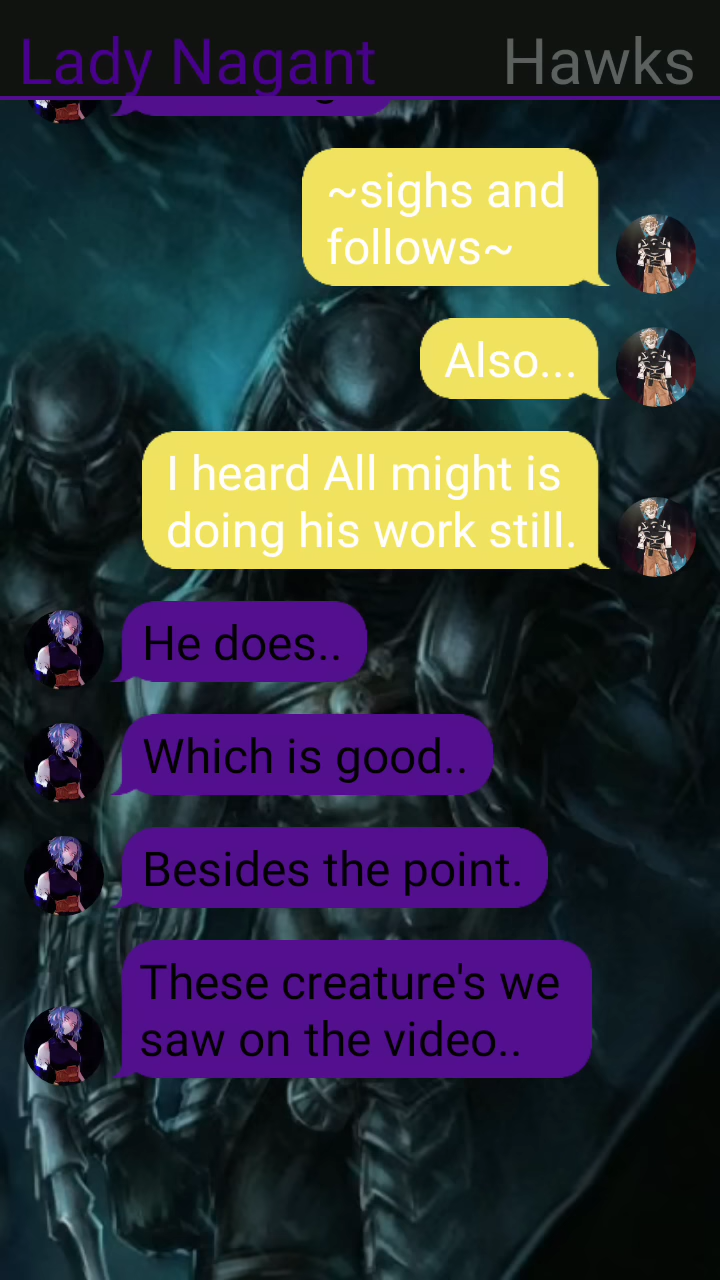 Lady Nagant
Hawks
~sighs and
follows~
Also...
I heard All might is
doing his work still.
He does..
Which is good..
Besides the point.
These creature's we
saw on the video..